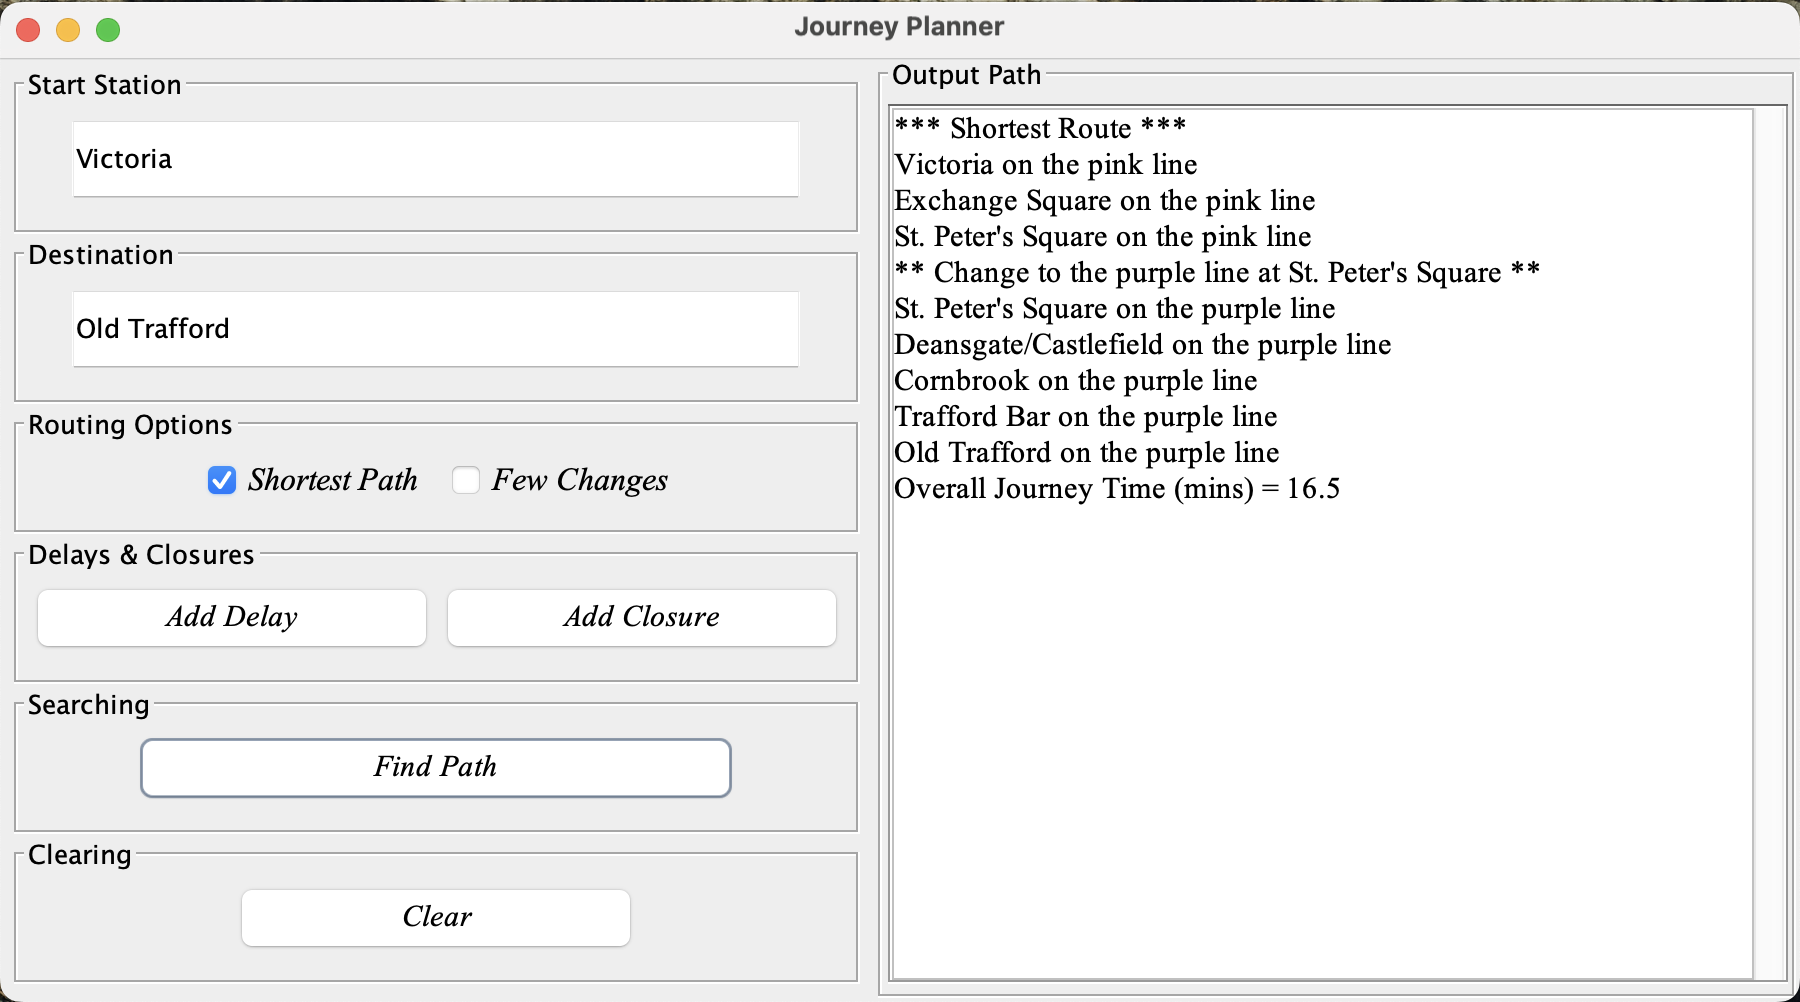 Journey Planner
Start Station
Victoria
Destination
Old Trafford
Routing Options
Shortest Path
Few Changes
Delays & Closures
Add Delay
Add Closure
Searching
Find Path
Clearing
Clear
Output Path
*** Shortest Route ***
Victoria on the pink line
Exchange Square on the pink line
St. Peter's Square on the pink line
** Change to the purple line at St. Peter's Square **
St. Peter's Square on the purple line
Deansgate/Castlefield on the purple line
Cornbrook on the purple line
Trafford Bar on the purple line
Old Trafford on the purple line
Overall Journey Time (mins) = 16.5